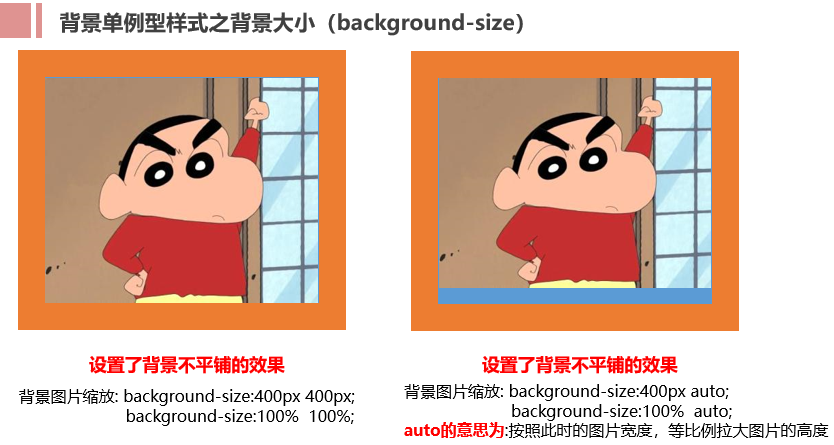 背景单例型样式之背景大小（background-size）
设置了背景不平铺的效果
背景图片缩放: background-size:400px 400px;
background-size:100%  100%;
设置了背景不平铺的效果
背景图片缩放: background-size:400px auto;
background-size:100%  auto;
auto的意思为:按照此时的图片宽度，等比例拉大图片的高度